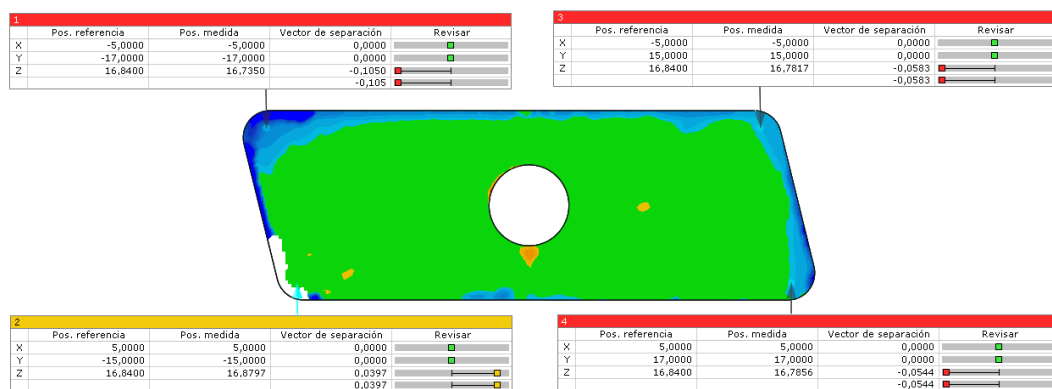 1
Pos. referencia Pos. medida Vector de separación Revisar
X -5,0000 -5,0000 0,0000
Y -17,0000 -17,0000 0,0000
Z 16,8400 16,7350 -0,1050
-0,105
3
Pos. referencia Pos. medida Vector de separación Revisar
X -5,0000 -5,0000 0,0000
Y 15,0000 15,0000 0,0000
Z 16,8400 16,7817 -0,0583
-0,0583
2
Pos. referencia Pos. medida Vector de separación Revisar
X 5,0000 5,0000 0,0000
Y -15,0000 -15,0000 0,0000
Z 16,8400 16,8797 0,0397
0,0397
4
Pos. referencia Pos. medida Vector de separación Revisar
X 5,0000 5,0000 0,0000
Y 17,0000 17,0000 0,0000
Z 16,8400 16,7856 -0,0544
-0,0544